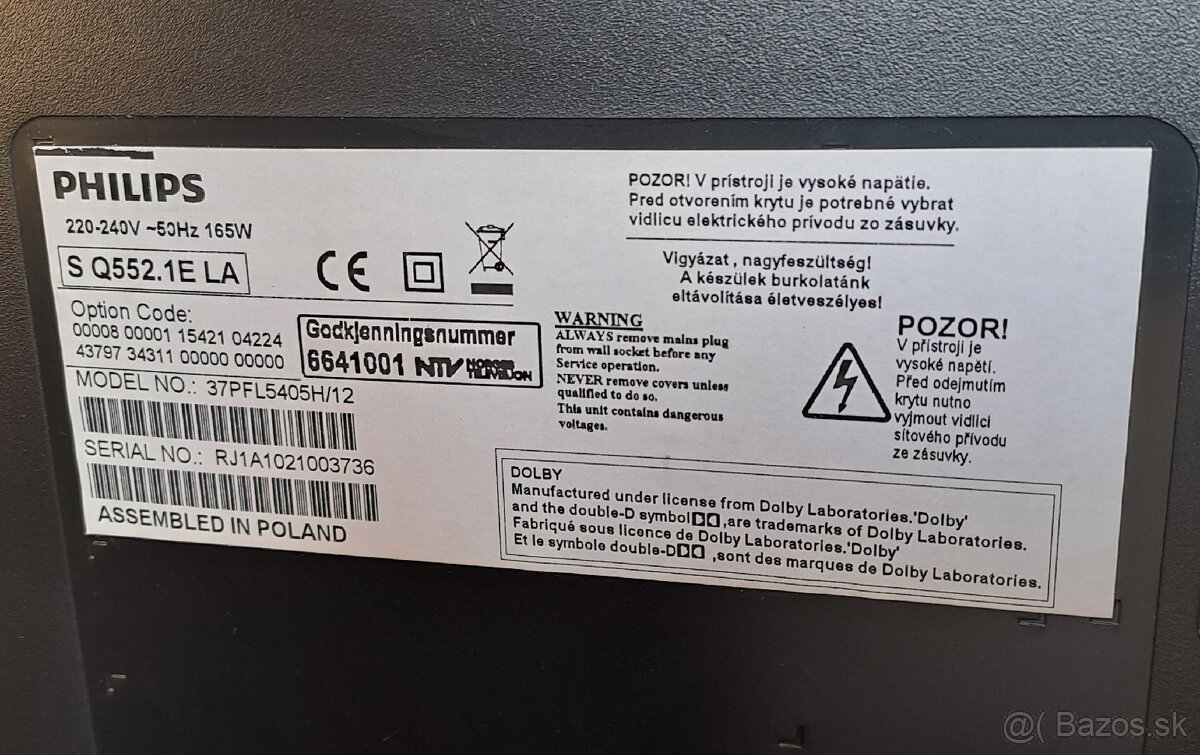 PHILIPS
220-240V ~50Hz 165W
S Q552.1E LA
CE
Option Code:
00008 00001 15421 04224
43797 34311 00000 00000
Godkjenningsnummer
6641001 NTV NORGES TELEVISJON
MODEL NO.: 37PFL5405H/12
SERIAL NO.: RJ1A1021003736
ASSEMBLED IN POLAND
POZOR! V prístroji je vysoké napätie.
Pred otvorením krytu je potrebné vybrat
vidlicu elektrického prívodu zo zásuvky.
Vigyázat , nagyfeszültség!
A készülek burkolatánk
eltávolítása életveszélyes!
WARNING
ALWAYS remove mains plug
from wall socket before any
Service operation.
NEVER remove covers unless
qualified to do so.
This unit contains dangerous
voltages.
POZOR!
V přístroji je
vysoké napětí.
Před odejmutím
krytu nutno
vyjmout vidlici
síťového přívodu
ze zásuvky.
DOLBY
Manufactured under license from Dolby Laboratories.'Dolby'
and the double-D symbol ,are trademarks of Dolby Laboratories.
Fabriqué sous licence de Dolby Laboratories.'Dolby'
Et le symbole double-D ,sont des marques de Dolby Laboratories.
@( Bazos.sk